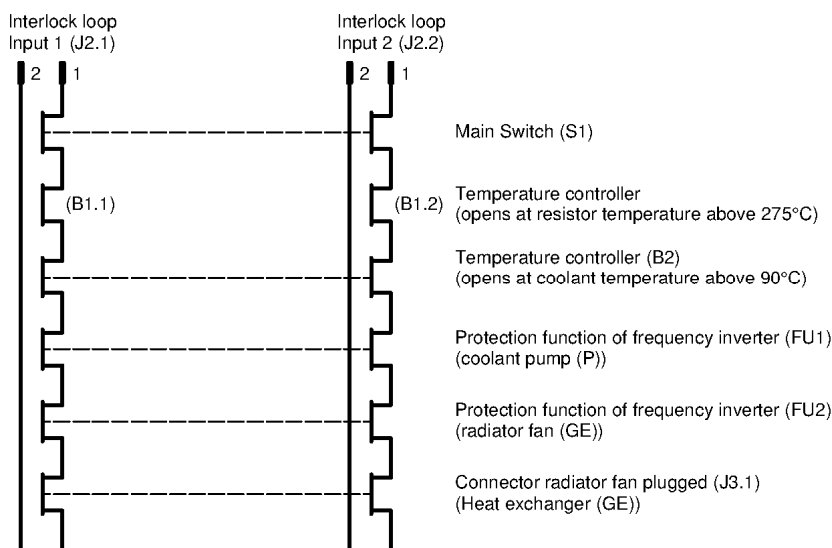 Interlock loop
Input 1 (J2.1)
Interlock loop
Input 2 (J2.2)
2
1
2
1
Main Switch (S1)
(B1.1)
(B1.2)
Temperature controller
(opens at resistor temperature above 275°C)
Temperature controller (B2)
(opens at coolant temperature above 90°C)
Protection function of frequency inverter (FU1)
(coolant pump (P))
Protection function of frequency inverter (FU2)
(radiator fan (GE))
Connector radiator fan plugged (J3.1)
(Heat exchanger (GE))